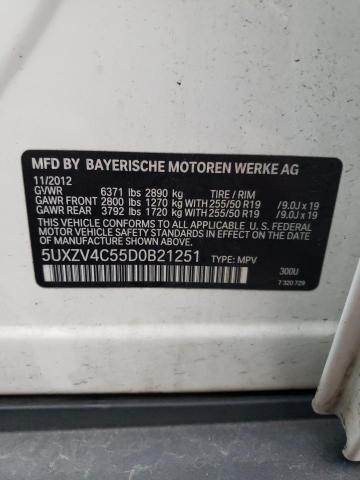 MFD BY BAYERISCHE MOTOREN WERKE AG
11/2012
GVWR 6371 lbs 2890 kg TIRE / RIM
GAWR FRONT 2800 lbs 1270 kg WITH 255/50 R19 / 9.0J x 19
GAWR REAR 3792 lbs 1720 kg WITH 255/50 R19 / 9.0J x 19
THIS VEHICLE CONFORMS TO ALL APPLICABLE U.S. FEDERAL
MOTOR VEHICLE SAFETY STANDARDS IN EFFECT ON THE
DATE OF MANUFACTURE SHOWN ABOVE.
5UXZV4C55D0B21251 TYPE: MPV
300U
7 320 729